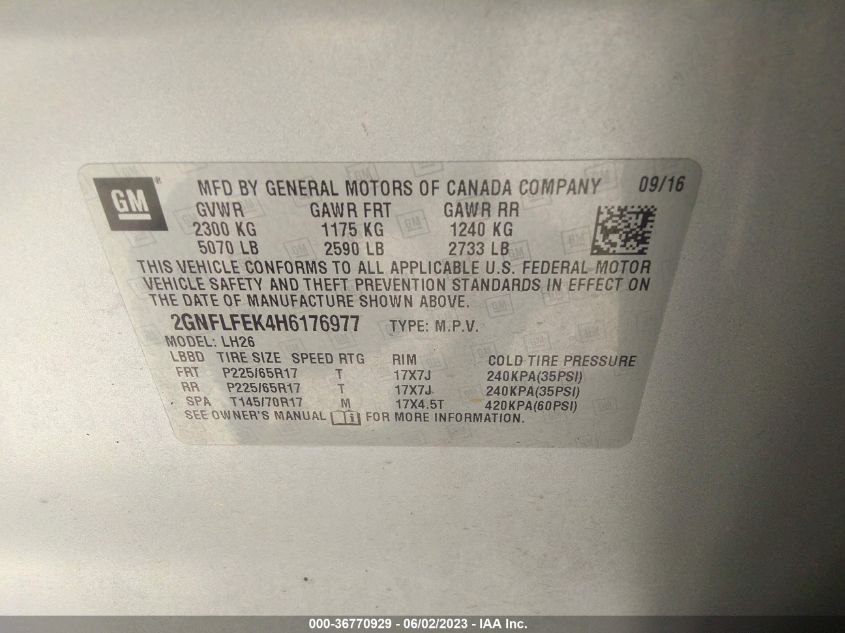 GM
MFD BY GENERAL MOTORS OF CANADA COMPANY 09/16
GVWR GAWR FRT GAWR RR
2300 KG 1175 KG 1240 KG
5070 LB 2590 LB 2733 LB
THIS VEHICLE CONFORMS TO ALL APPLICABLE U.S. FEDERAL MOTOR
VEHICLE SAFETY AND THEFT PREVENTION STANDARDS IN EFFECT ON
THE DATE OF MANUFACTURE SHOWN ABOVE.
2GNFLFEK4H6176977 TYPE: M.P.V.
MODEL: LH26
LBBD TIRE SIZE SPEED RTG RIM COLD TIRE PRESSURE
FRT P225/65R17 T 17X7J 240KPA(35PSI)
RR P225/65R17 T 17X7J 240KPA(35PSI)
SPA T145/70R17 M 17X4.5T 420KPA(60PSI)
SEE OWNER'S MANUAL FOR MORE INFORMATION.
000-36770929 - 06/02/2023 - IAA Inc.